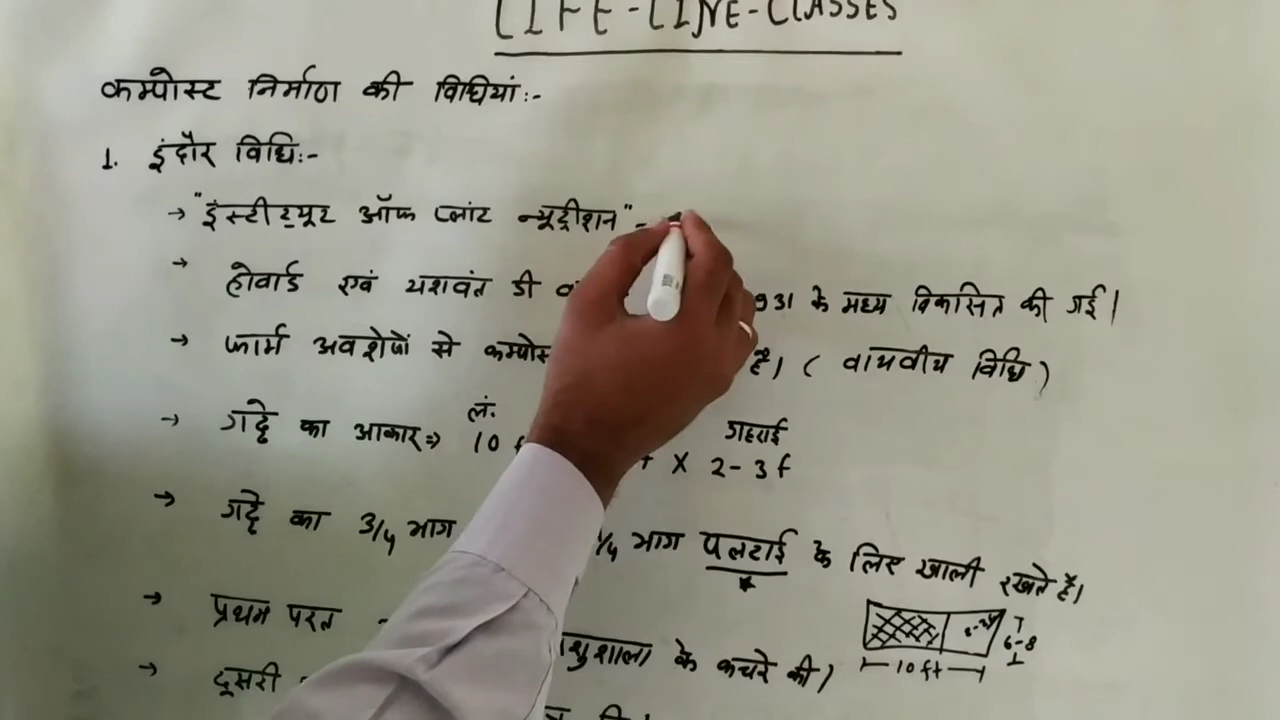 LIFE-LINE-CLASSES
कम्पोस्ट निर्माण की विधियां:-
1. इंदौर विधि:-
→ "इंस्टीट्यूट ऑफ प्लांट न्यूट्रीशन" -
→ होवार्ड एवं यशवंत डी 931 के मध्य विकसित की गई।
→ फार्म अवशेषों से है। ( वायवीय विधि )
लं. गहराई
→ गड्ढे का आकार ⇒ 10 f X 2-3 f
→ गड्ढे का 3/4 भाग 1/4 भाग पलटाई के लिए खाली रखते है।
→ प्रथम परत - पशुशाला के कचरे की।
6-8
10 ft
→ दूसरी